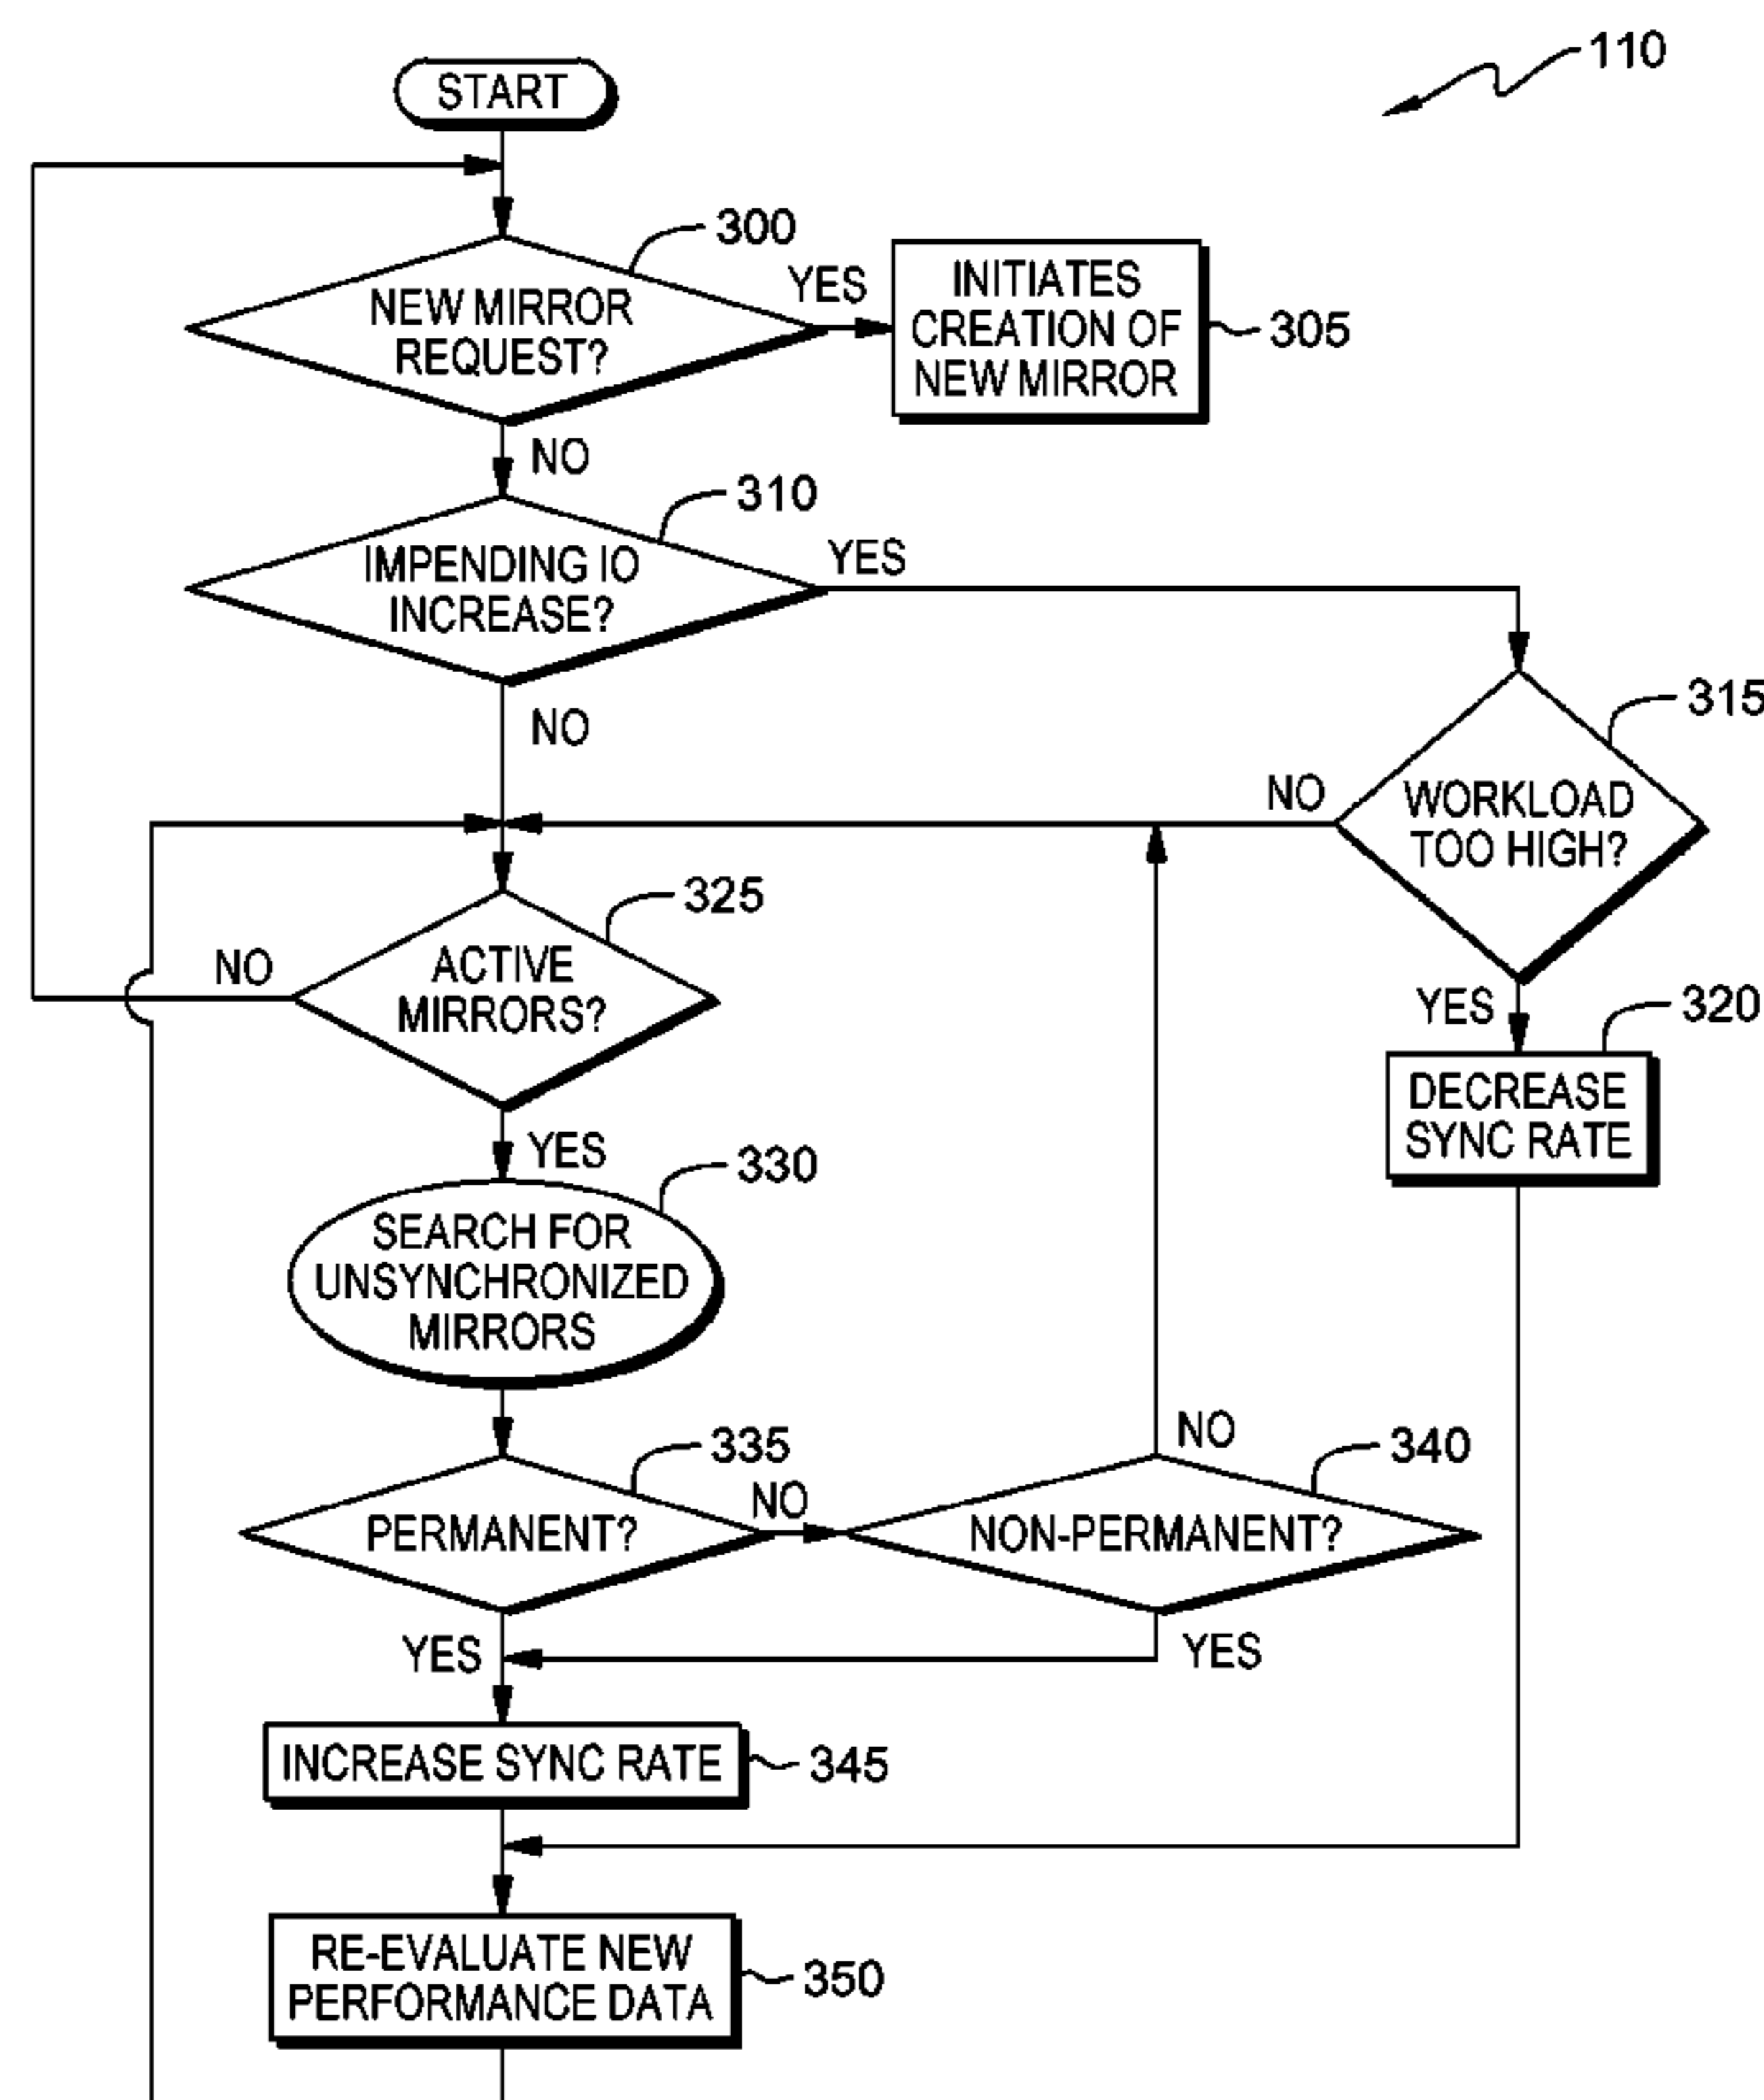 110
START
300
NEW MIRROR
REQUEST?
YES
INITIATES
CREATION OF
NEW MIRROR
305
NO
310
IMPENDING IO
INCREASE?
YES
NO
315
WORKLOAD
TOO HIGH?
NO
YES
320
DECREASE
SYNC RATE
325
ACTIVE
MIRRORS?
NO
YES
330
SEARCH FOR
UNSYNCHRONIZED
MIRRORS
335
PERMANENT?
NO
NO
340
NON-PERMANENT?
YES
YES
INCREASE SYNC RATE
345
RE-EVALUATE NEW
PERFORMANCE DATA
350